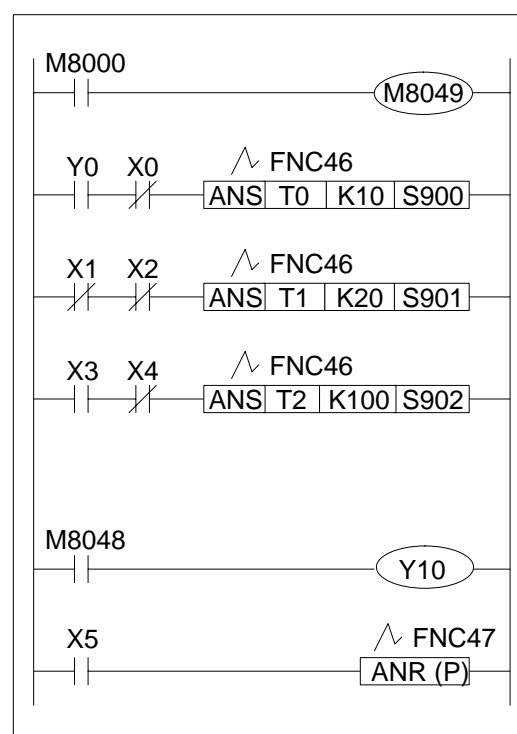 M8000
M8049
Y0 X0 FNC46
ANS T0 K10 S900
X1 X2 FNC46
ANS T1 K20 S901
X3 X4 FNC46
ANS T2 K100 S902
M8048
Y10
X5 FNC47
ANR (P)